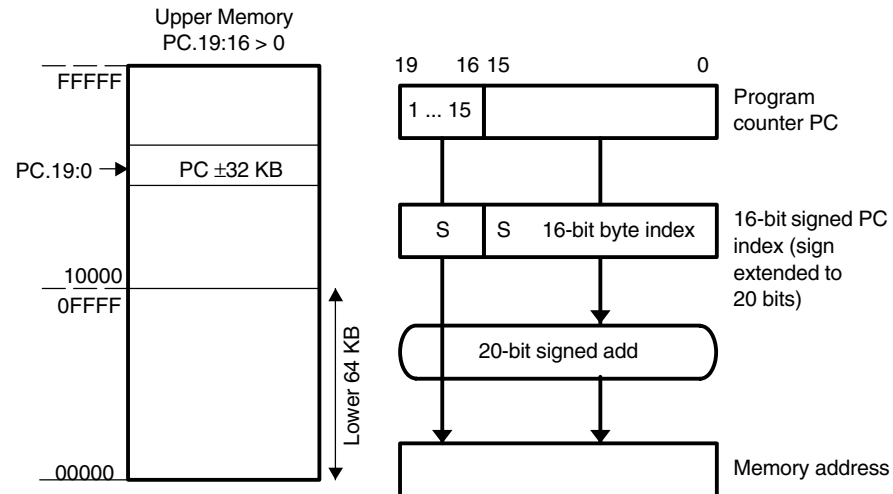 Upper Memory
PC.19:16 > 0
FFFFF
PC.19:0
PC ±32 KB
10000
0FFFF
Lower 64 KB
00000
19
16 15
0
1 ... 15
Program
counter PC
S
S 16-bit byte index
16-bit signed PC
index (sign
extended to
20 bits)
20-bit signed add
Memory address